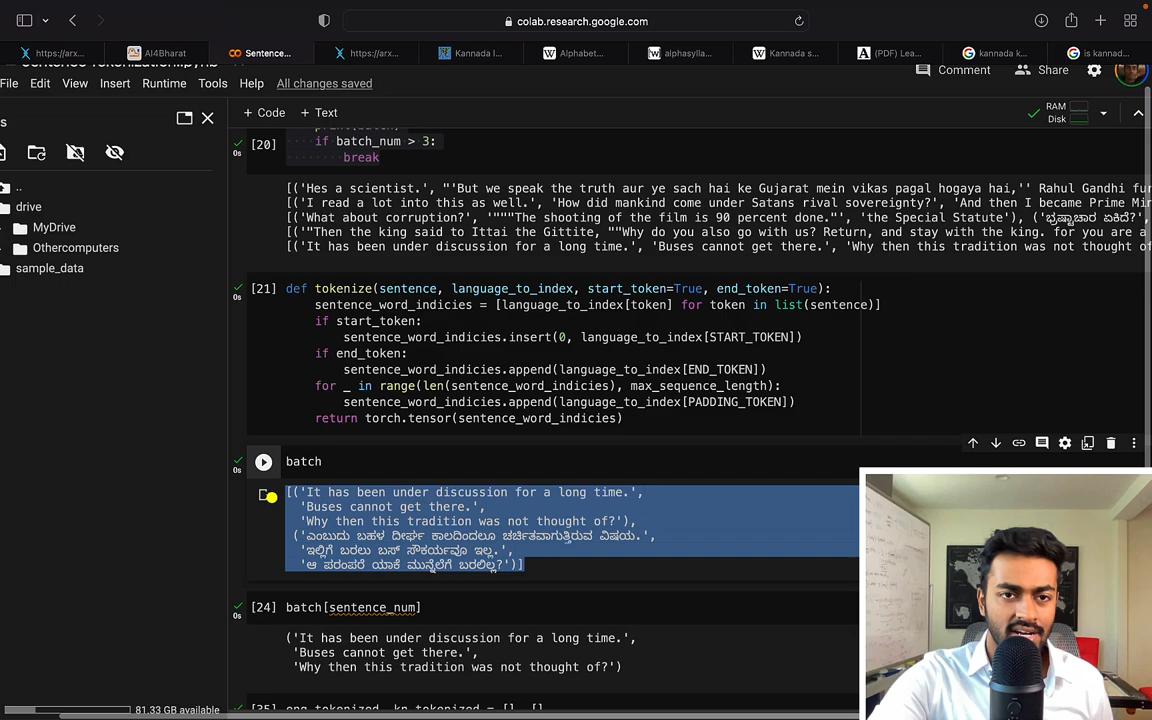 colab.research.google.com
https://arx...
AI4Bharat
Sentence...
https://arx...
Kannada l...
Alphabet...
alphasyllab...
Kannada s...
(PDF) Lea...
kannada k...
is kannad...
File Edit View Insert Runtime Tools Help All changes saved
Comment Share
+ Code + Text
RAM
Disk
..
drive
MyDrive
Othercomputers
sample_data
[20]
if batch_num > 3:
break
[('Hes a scientist.', "'But we speak the truth aur ye sach hai ke Gujarat mein vikas pagal hogaya hai,'' Rahul Gandhi fur
[('I read a lot into this as well.', 'How did mankind come under Satans rival sovereignty?', 'And then I became Prime Mi
[('What about corruption?', '"""The shooting of the film is 90 percent done."', 'the Special Statute'), ('ಭ್ರಷ್ಟಾಚಾರ ಏಕಿದೆ?',
[('"Then the king said to Ittai the Gittite, ""Why do you also go with us? Return, and stay with the king. for you are a
[('It has been under discussion for a long time.', 'Buses cannot get there.', 'Why then this tradition was not thought of
[21] def tokenize(sentence, language_to_index, start_token=True, end_token=True):
sentence_word_indicies = [language_to_index[token] for token in list(sentence)]
if start_token:
sentence_word_indicies.insert(0, language_to_index[START_TOKEN])
if end_token:
sentence_word_indicies.append(language_to_index[END_TOKEN])
for _ in range(len(sentence_word_indicies), max_sequence_length):
sentence_word_indicies.append(language_to_index[PADDING_TOKEN])
return torch.tensor(sentence_word_indicies)
batch
[('It has been under discussion for a long time.',
'Buses cannot get there.',
'Why then this tradition was not thought of?'),
('ಎಂಬುದು ಬಹಳ ದೀರ್ಘ ಕಾಲದಿಂದಲೂ ಚರ್ಚಿತವಾಗುತ್ತಿರುವ ವಿಷಯ.',
'ಇಲ್ಲಿಗೆ ಬರಲು ಬಸ್ ಸೌಕರ್ಯವೂ ಇಲ್ಲ.',
'ಆ ಪರಂಪರೆ ಯಾಕೆ ಮುನ್ನೆಲೆಗೆ ಬರಲಿಲ್ಲ?')]
[24] batch[sentence_num]
('It has been under discussion for a long time.',
'Buses cannot get there.',
'Why then this tradition was not thought of?')
81.33 GB available